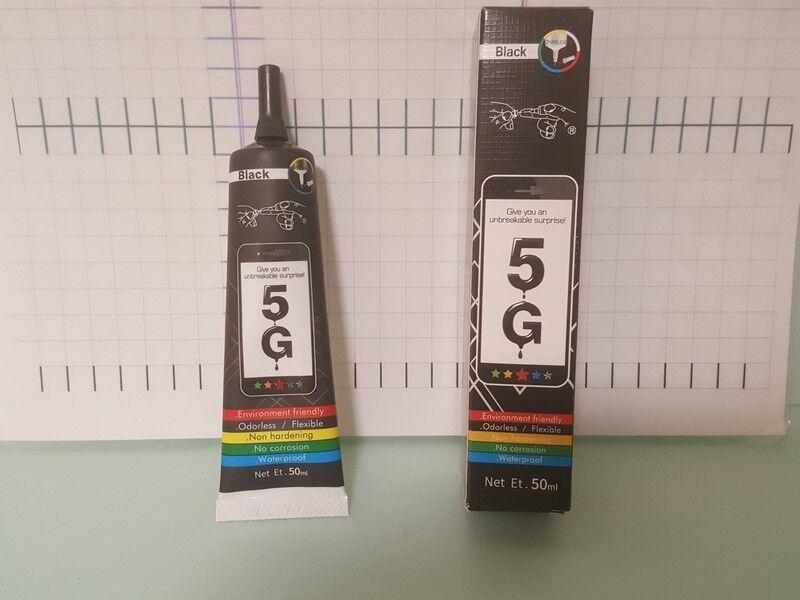 Black
®
Give you an
unbreakable surprise!
5
G
.Environment friendly
.Odorless / Flexible
.Non hardening
.No corrosion
.Waterproof
Net Et. 50ml
Black
®
Give you an
unbreakable surprise!
5
G
.Environment friendly
.Odorless / Flexible
.Non hardening
.No corrosion
.Waterproof
Net Et. 50ml